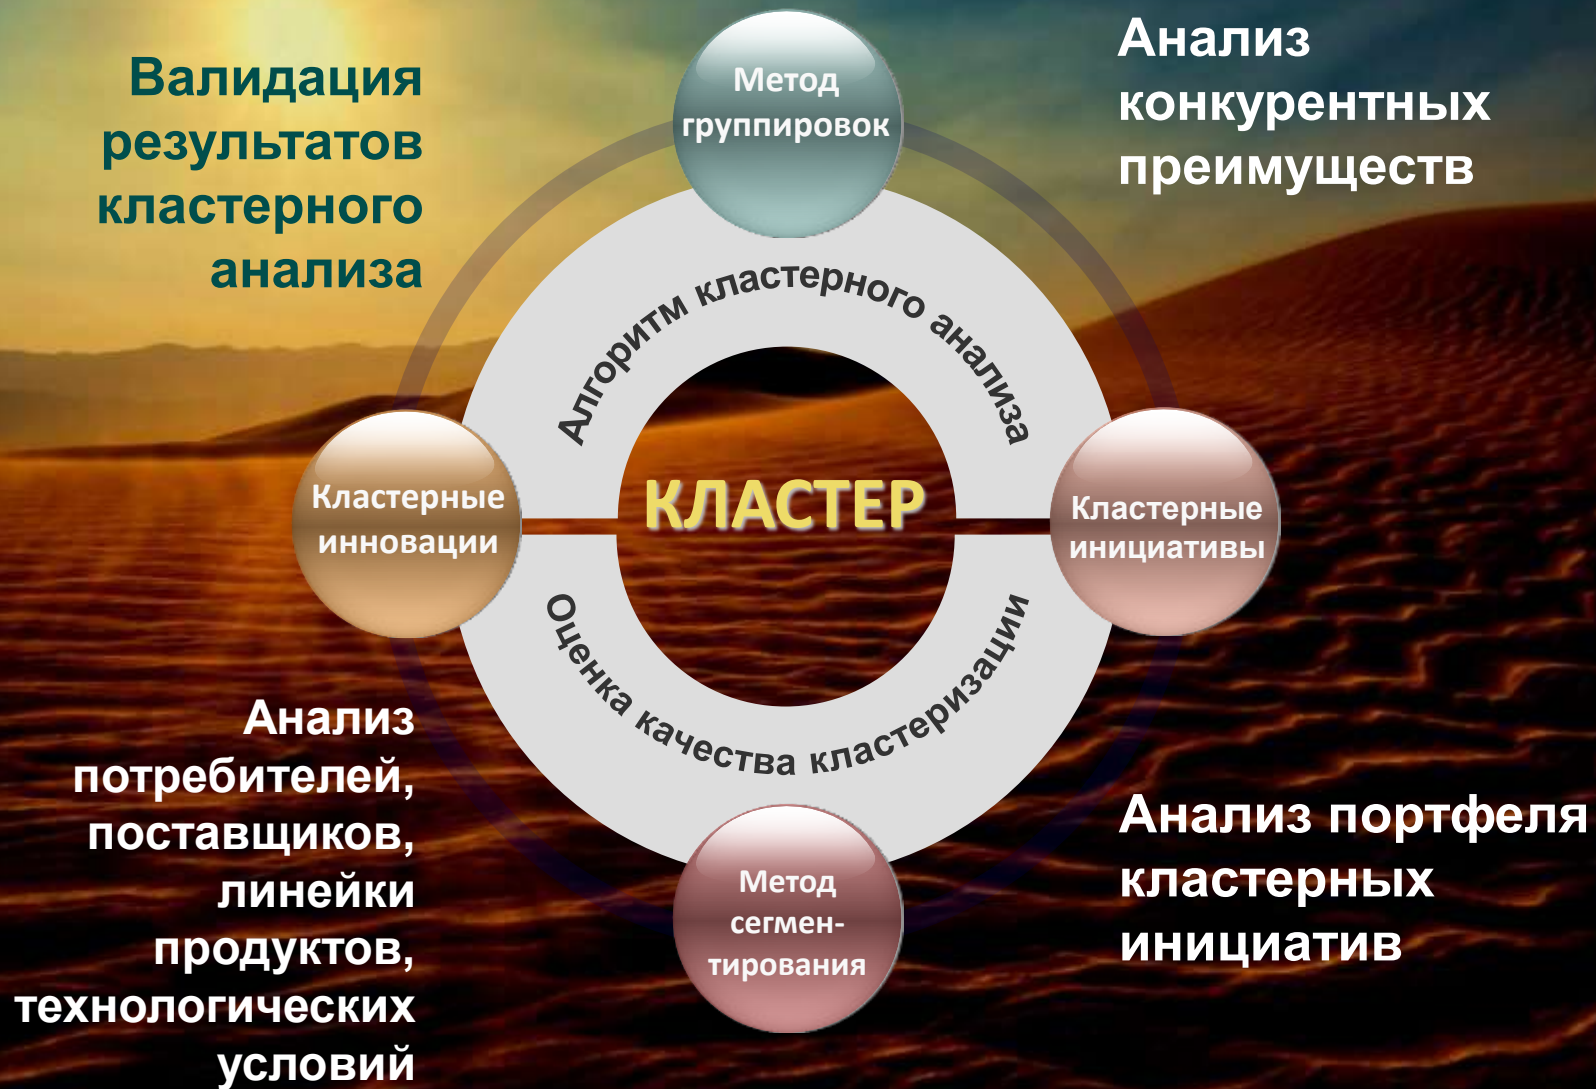 Валидация
результатов
кластерного
анализа
Метод
группировок
Анализ
конкурентных
преимуществ
Алгоритм кластерного анализа
Кластерные
инновации
КЛАСТЕР
Кластерные
инициативы
Оценка качества кластеризации
Анализ
потребителей,
поставщиков,
линейки
продуктов,
технологических
условий
Метод
сегмен-
тирования
Анализ портфеля
кластерных
инициатив